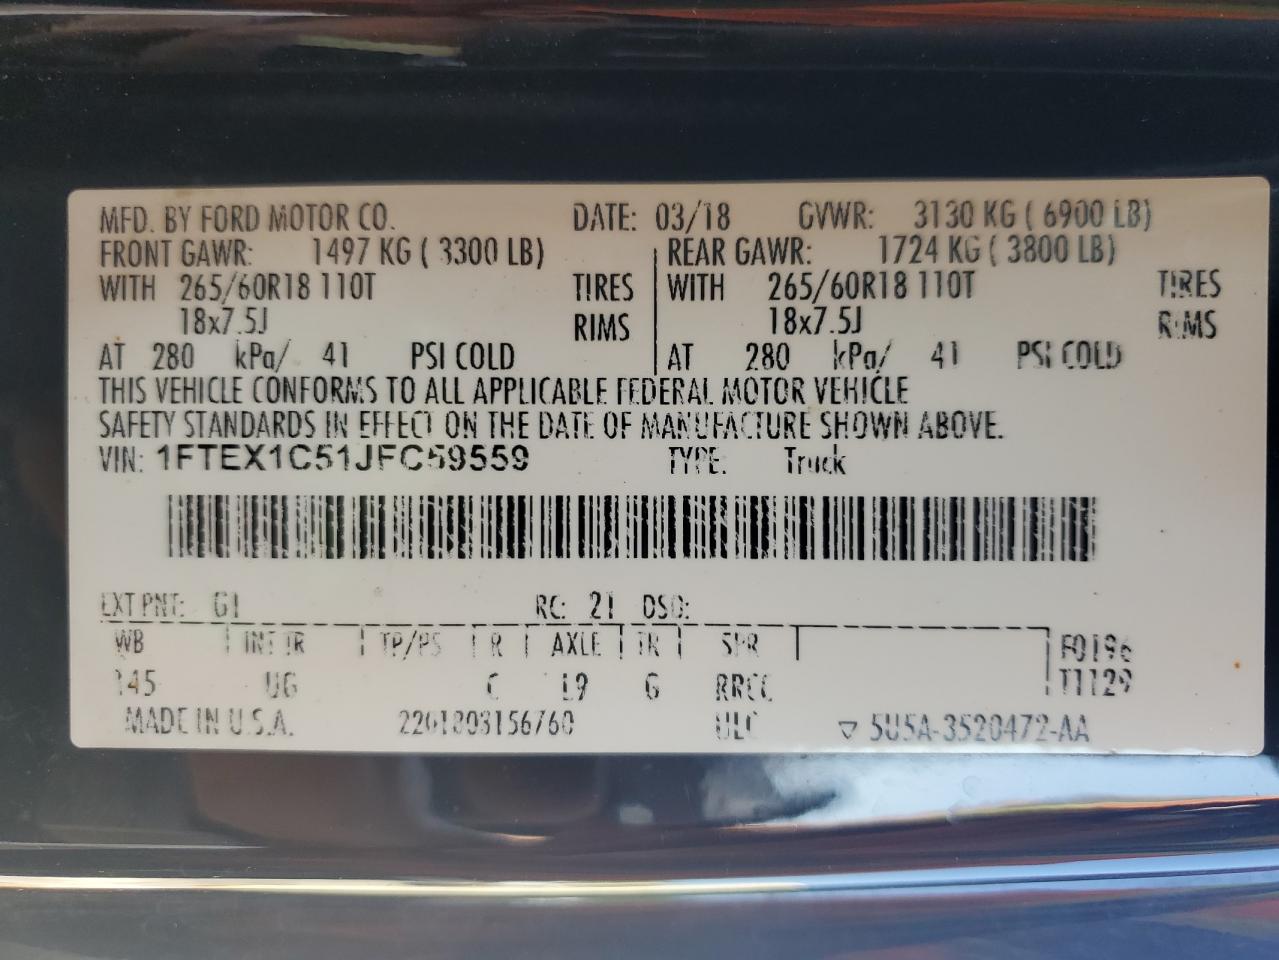 MFD. BY FORD MOTOR CO. DATE: 03/18 GVWR: 3130 KG ( 6900 LB)
FRONT GAWR: 1497 KG ( 3300 LB) REAR GAWR: 1724 KG ( 3800 LB)
WITH 265/60R18 110T TIRES WITH 265/60R18 110T TIRES
18x7.5J RIMS 18x7.5J RIMS
AT 280 kPa/ 41 PSI COLD AT 280 kPa/ 41 PSI COLD
THIS VEHICLE CONFORMS TO ALL APPLICABLE FEDERAL MOTOR VEHICLE
SAFETY STANDARDS IN EFFECT ON THE DATE OF MANUFACTURE SHOWN ABOVE.
VIN: 1FTEX1C51JFC59559 TYPE: Truck
EXT PNT: G1 RC: 21 DSO:
WB INT TR TP/PS R AXLE TR SPR F0196
145 UG C L9 G RRCC T1129
MADE IN U.S.A. 2201803156760 ULC ▽ 5U5A-3520472-AA